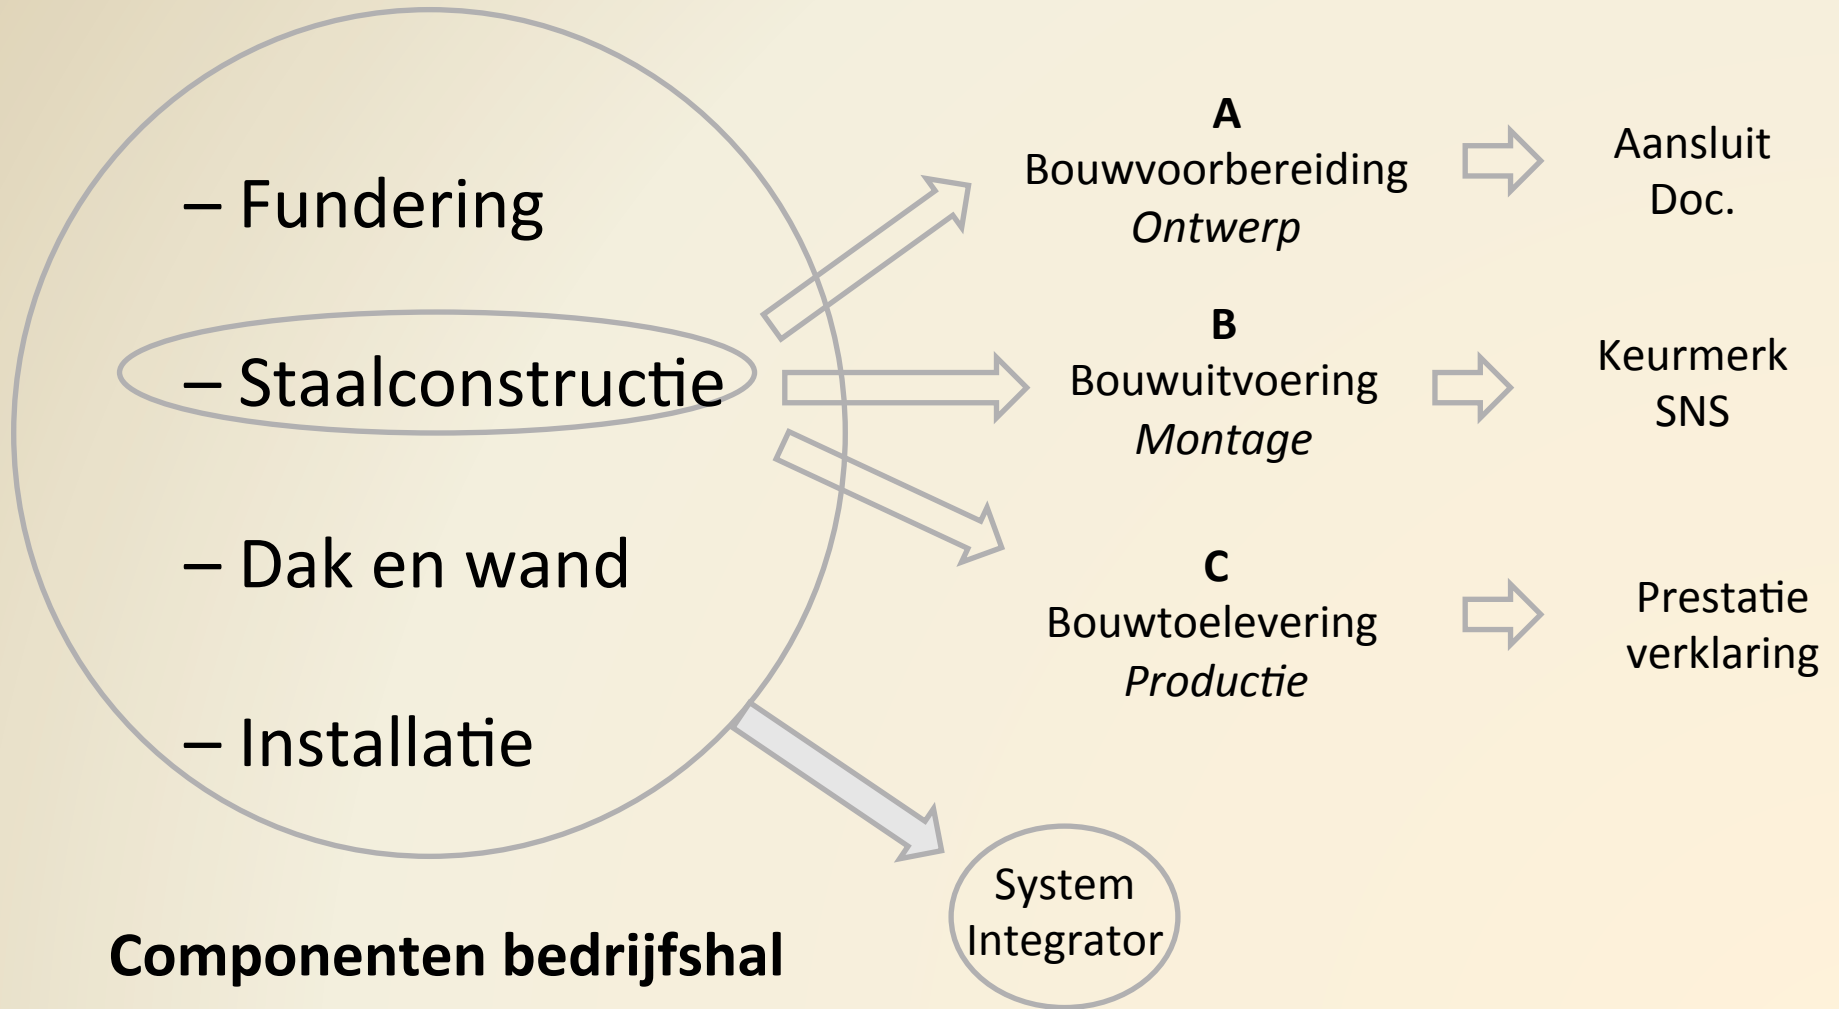 – Fundering
– Staalconstructie
– Dak en wand
– Installatie
Componenten bedrijfshal
A
Bouwvoorbereiding
Ontwerp
Aansluit
Doc.
B
Bouwuitvoering
Montage
Keurmerk
SNS
C
Bouwtoelevering
Productie
Prestatie
verklaring
System
Integrator